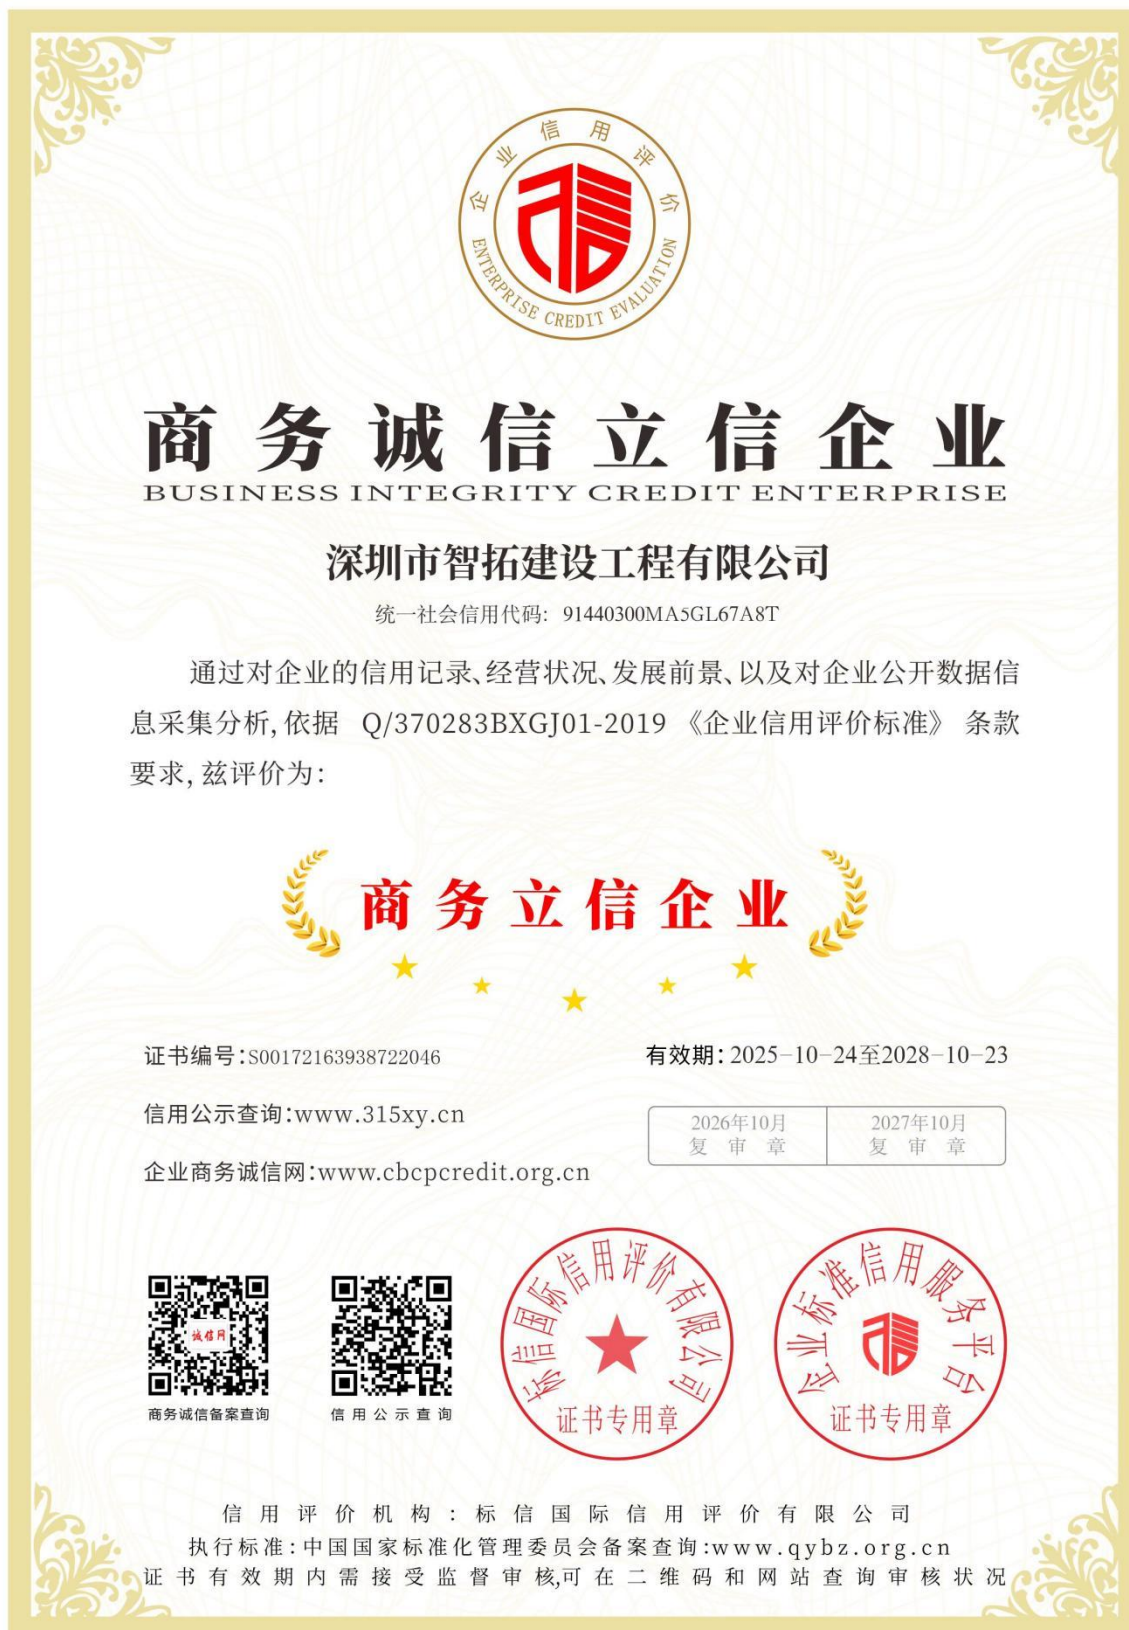 企业信用评价
ENTERPRISE CREDIT EVALUATION
商务诚信立信企业
BUSINESS INTEGRITY CREDIT ENTERPRISE
深圳市智拓建设工程有限公司
统一社会信用代码: 91440300MA5GL67A8T
通过对企业的信用记录、经营状况、发展前景、以及对企业公开数据信
息采集分析, 依据 Q/370283BXGJ01-2019 《企业信用评价标准》 条款
要求, 兹评价为:
商务立信企业
证书编号:S00172163938722046
有效期: 2025-10-24至2028-10-23
信用公示查询:www.315xy.cn
2026年10月
复 审 章
2027年10月
复 审 章
企业商务诚信网:www.cbcpcredit.org.cn
诚信网
商务诚信备案查询
信用公示查询
标信国际信用评价有限公司
证书专用章
企业标准信用服务平台
证书专用章
信用评价机构:标信国际信用评价有限公司
执行标准:中国国家标准化管理委员会备案查询:www.qybz.org.cn
证书有效期内需接受监督审核,可在二维码和网站查询审核状况